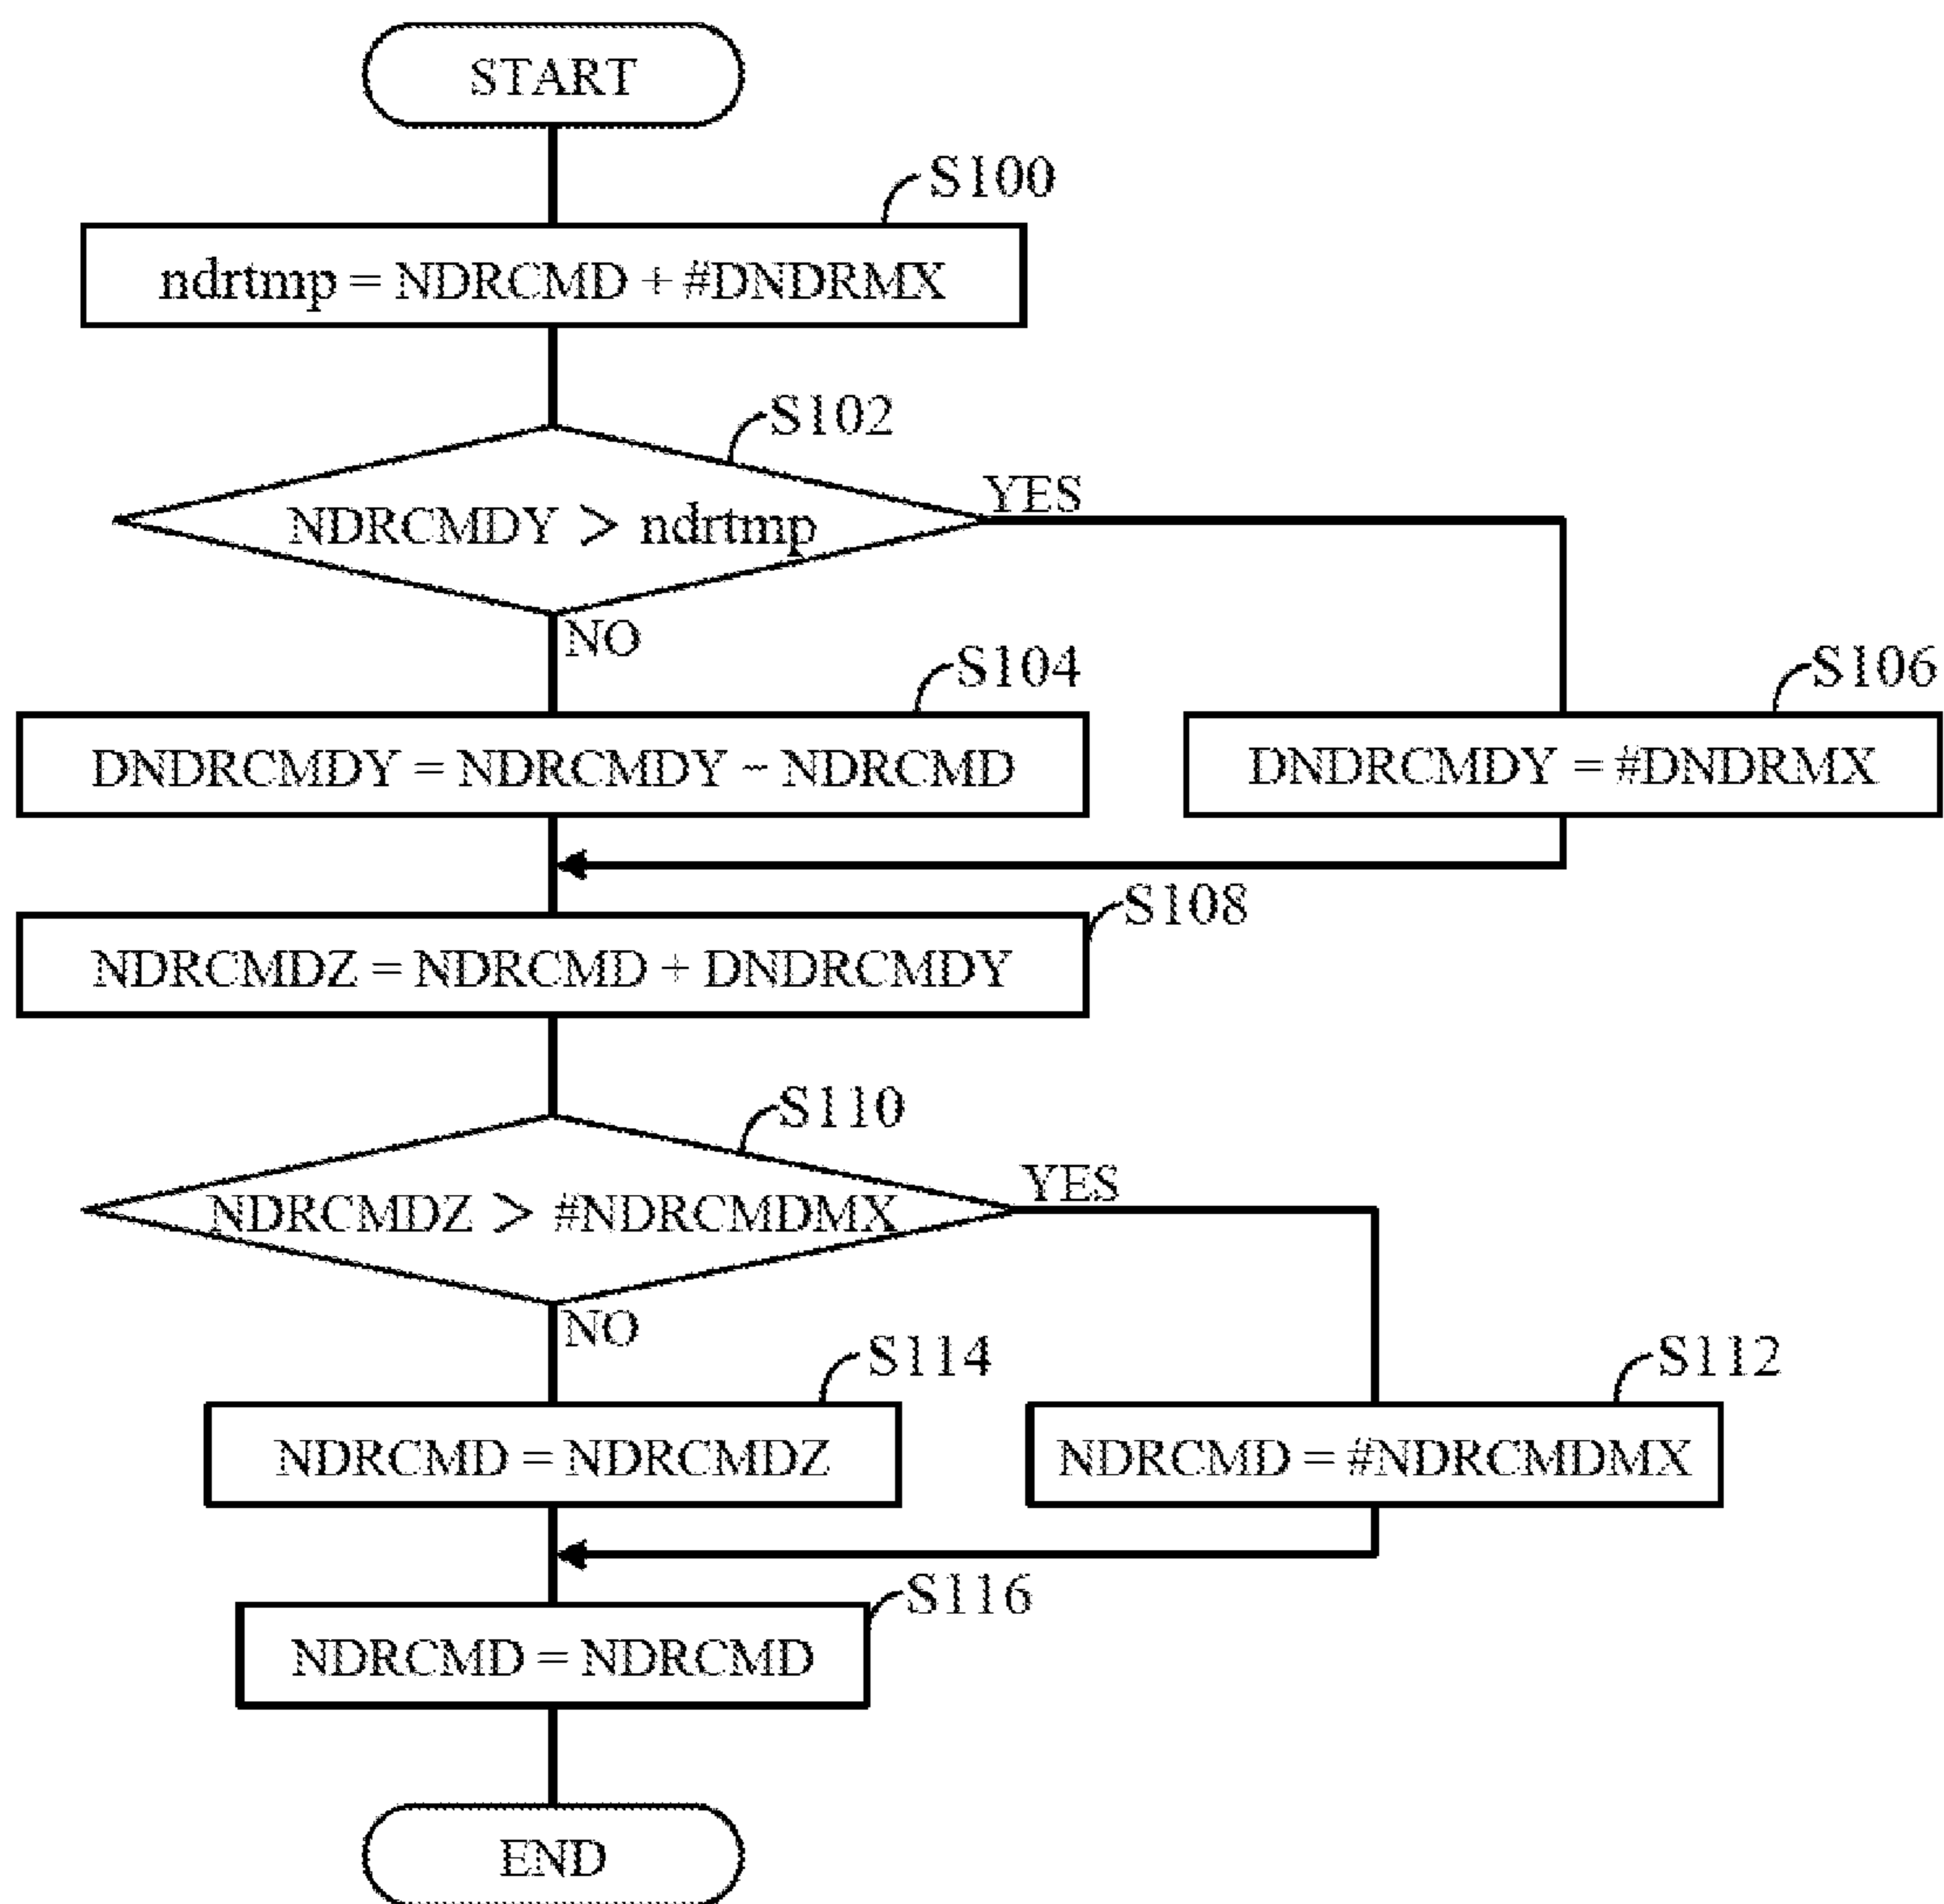 START
S100
ndrtmp = NDRCMD + #DNDRMX
S102
NDRCMDY > ndrtmp
YES
NO
S104
DNDRCMDY = NDRCMDY - NDRCMD
S106
DNDRCMDY = #DNDRMX
S108
NDRCMDZ = NDRCMD + DNDRCMDY
S110
NDRCMDZ > #NDRCMDMX
YES
NO
S114
NDRCMD = NDRCMDZ
S112
NDRCMD = #NDRCMDMX
S116
NDRCMD = NDRCMD
END